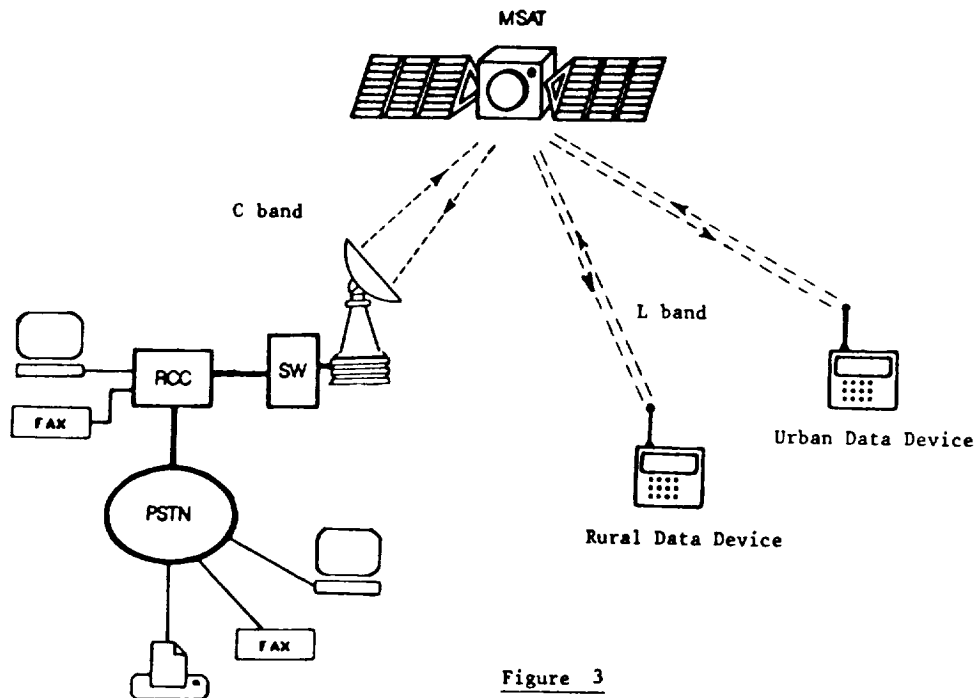 MSAT
C band
L band
RCC
SW
FAX
Urban Data Device
PSTN
Rural Data Device
FAX
Figure 3